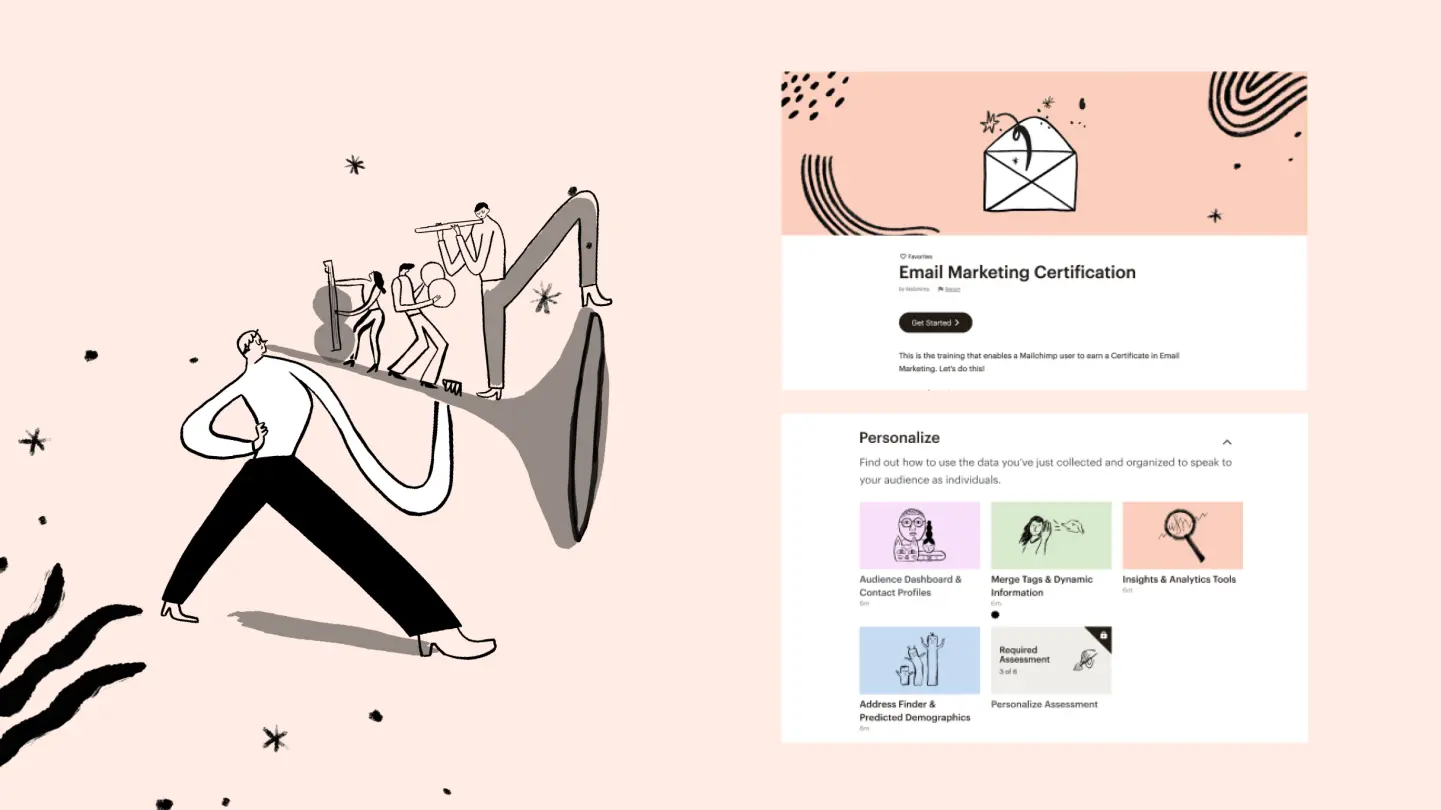 Favorites
Email Marketing Certification
by Mailchimp Report
Get Started
This is the training that enables a Mailchimp user to earn a Certificate in Email
Marketing. Let's do this!
Personalize
Find out how to use the data you've just collected and organized to speak to
your audience as individuals.
Audience Dashboard &
Contact Profiles
6m
Merge Tags & Dynamic
Information
6m
Insights & Analytics Tools
6m
Address Finder &
Predicted Demographics
6m
Required
Assessment
3 of 6
Personalize Assessment